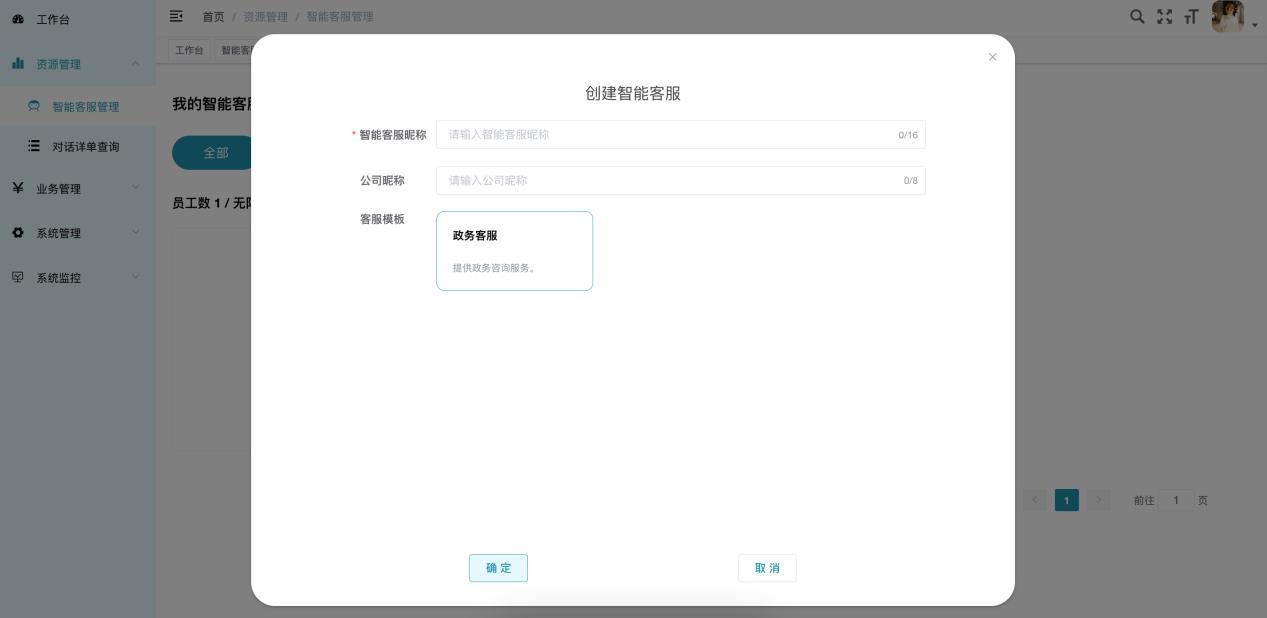 工作台
首页 / 资源管理 / 智能客服管理
工作台
智能客
资源管理
智能客服管理
对话详单查询
业务管理
系统管理
系统监控
我的智能客
全部
员工数 1 / 无
创建智能客服
* 智能客服昵称 请输入智能客服昵称 0/16
公司昵称 请输入公司昵称 0/8
客服模板
政务客服
提供政务咨询服务。
1
前往 1 页
确 定
取 消